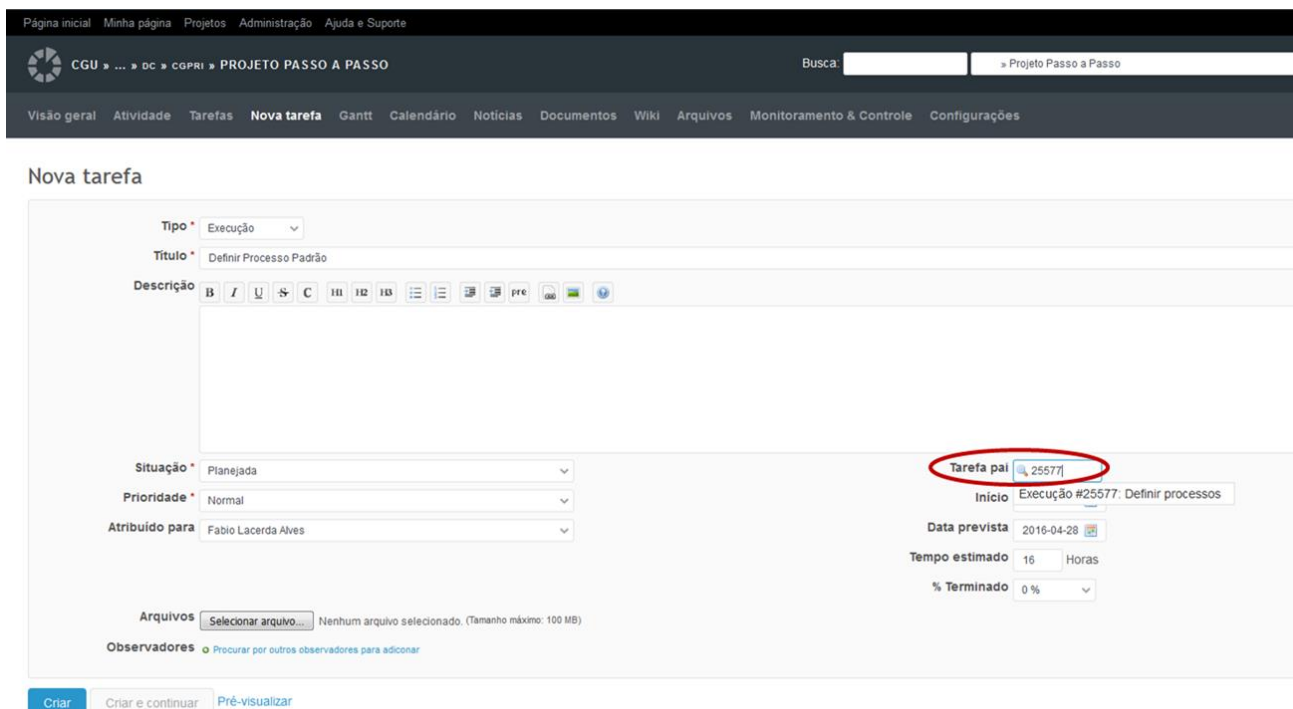 Página inicial Minha página Projetos Administração Ajuda e Suporte
CGU » ... » DC » CGPRI » PROJETO PASSO A PASSO Busca: » Projeto Passo a Passo
Visão geral Atividade Tarefas Nova tarefa Gantt Calendário Notícias Documentos Wiki Arquivos Monitoramento & Controle Configurações
Nova tarefa
Tipo * Execução
Título * Definir Processo Padrão
Descrição B I U S C H1 H2 H3 pre
Situação * Planejada Tarefa pai 25577
Prioridade * Normal Início Execução #25577: Definir processos
Atribuído para Fabio Lacerda Alves Data prevista 2016-04-28
Tempo estimado 16 Horas
% Terminado 0 %
Arquivos Selecionar arquivo... Nenhum arquivo selecionado. (Tamanho máximo: 100 MB)
Observadores Procurar por outros observadores para adiconar
Criar Criar e continuar Pré-visualizar